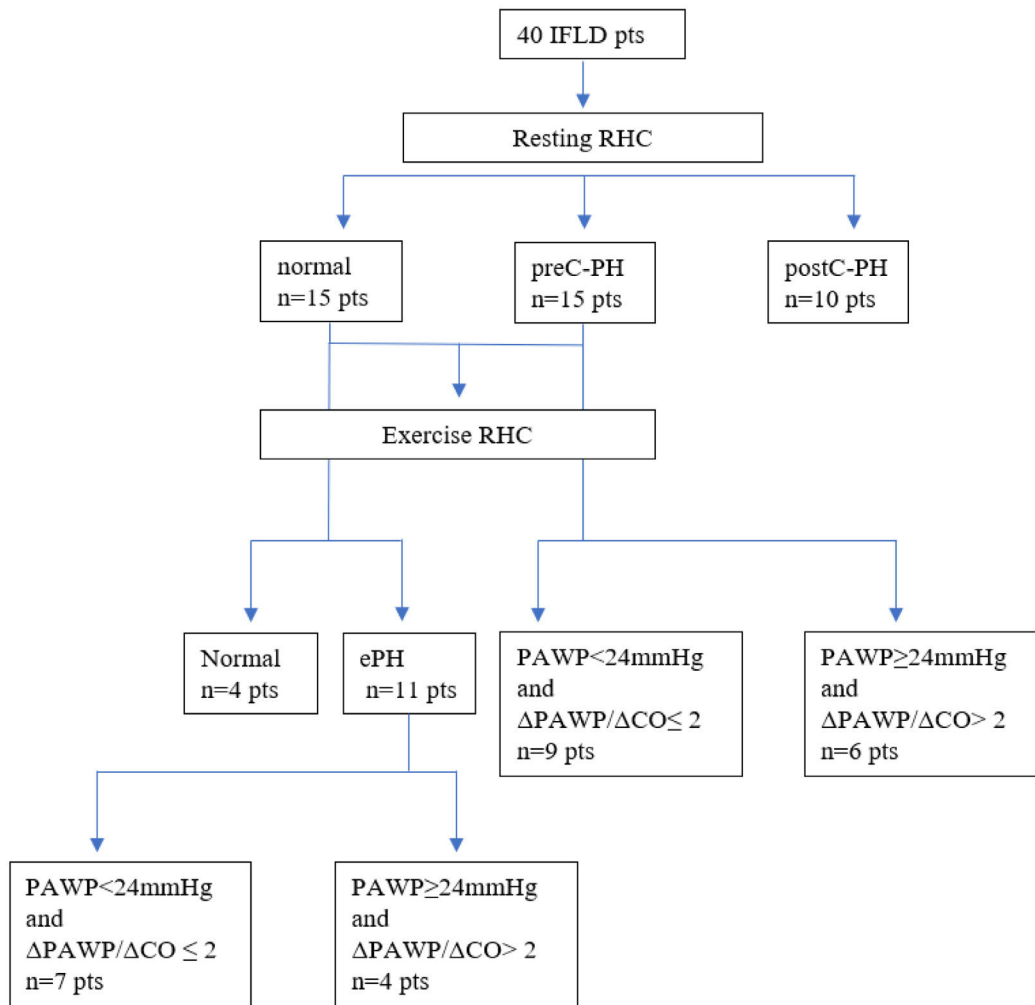 40 IFLD pts
Resting RHC
normal
n=15 pts
preC-PH
n=15 pts
postC-PH
n=10 pts
Exercise RHC
Normal
n=4 pts
ePH
n=11 pts
PAWP<24mmHg
and
ΔPAWP/ΔCO≤ 2
n=9 pts
PAWP≥24mmHg
and
ΔPAWP/ΔCO> 2
n=6 pts
PAWP<24mmHg
and
ΔPAWP/ΔCO ≤ 2
n=7 pts
PAWP≥24mmHg
and
ΔPAWP/ΔCO> 2
n=4 pts